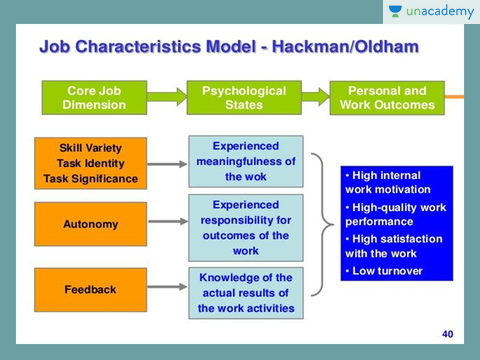 unacademy
Job Characteristics Model - Hackman/Oldham
Core Job
Dimension
Psychological
States
Personal and
Work Outcomes
Skill Variety
Task Identity
Task Significance
Experienced
meaningfulness of
the wok
Autonomy
Experienced
responsibility for
outcomes of the
work
Feedback
Knowledge of the
actual results of
the work activities
• High internal
work motivation
• High-quality work
performance
• High satisfaction
with the work
• Low turnover
40